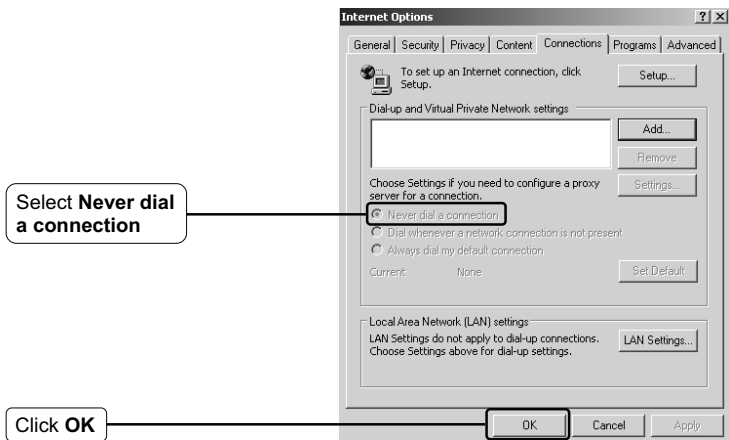 Internet Options
? X
General Security Privacy Content Connections Programs Advanced
To set up an Internet connection, click
Setup.
Setup...
Dial-up and Virtual Private Network settings
Add...
Remove
Choose Settings if you need to configure a proxy
server for a connection.
Settings...
Select Never dial
a connection
Never dial a connection
Dial whenever a network connection is not present
Always dial my default connection
Current None Set Default
Local Area Network (LAN) settings
LAN Settings do not apply to dial-up connections.
Choose Settings above for dial-up settings.
LAN Settings...
Click OK
OK Cancel Apply